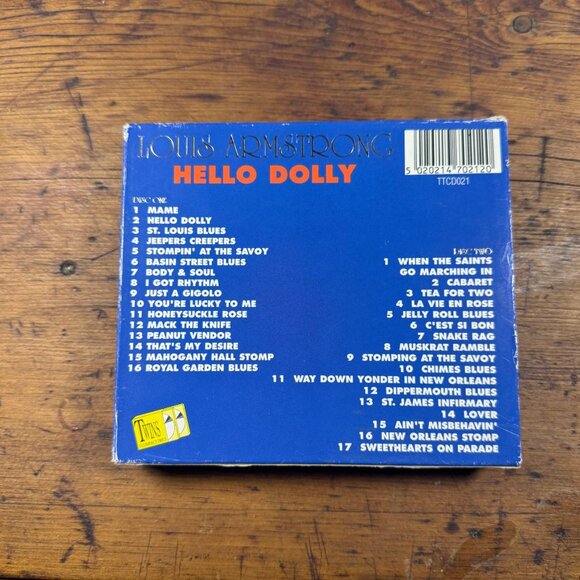 LOUIS ARMSTRONG
HELLO DOLLY
5 020214 702120
TTCD021
DISC ONE
1 MAME
2 HELLO DOLLY
3 ST. LOUIS BLUES
4 JEEPERS CREEPERS
5 STOMPIN' AT THE SAVOY
6 BASIN STREET BLUES
7 BODY & SOUL
8 I GOT RHYTHM
9 JUST A GIGOLO
10 YOU'RE LUCKY TO ME
11 HONEYSUCKLE ROSE
12 MACK THE KNIFE
13 PEANUT VENDOR
14 THAT'S MY DESIRE
15 MAHOGANY HALL STOMP
16 ROYAL GARDEN BLUES
DISC TWO
1 WHEN THE SAINTS
GO MARCHING IN
2 CABARET
3 TEA FOR TWO
4 LA VIE EN ROSE
5 JELLY ROLL BLUES
6 C'EST SI BON
7 SNAKE RAG
8 MUSKRAT RAMBLE
9 STOMPING AT THE SAVOY
10 CHIMES BLUES
11 WAY DOWN YONDER IN NEW ORLEANS
12 DIPPERMOUTH BLUES
13 ST. JAMES INFIRMARY
14 LOVER
15 AIN'T MISBEHAVIN'
16 NEW ORLEANS STOMP
17 SWEETHEARTS ON PARADE
TWINS